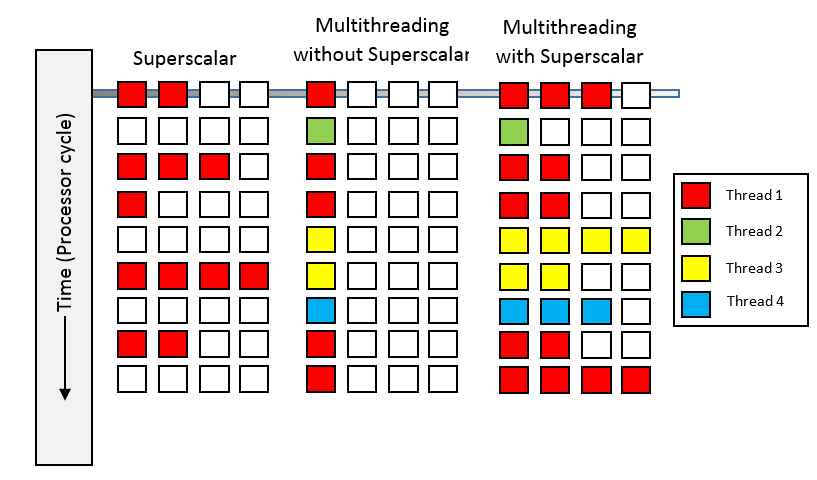 Superscalar
Multithreading
without Superscalar
Multithreading
with Superscalar
Time (Processor cycle)
Thread 1
Thread 2
Thread 3
Thread 4